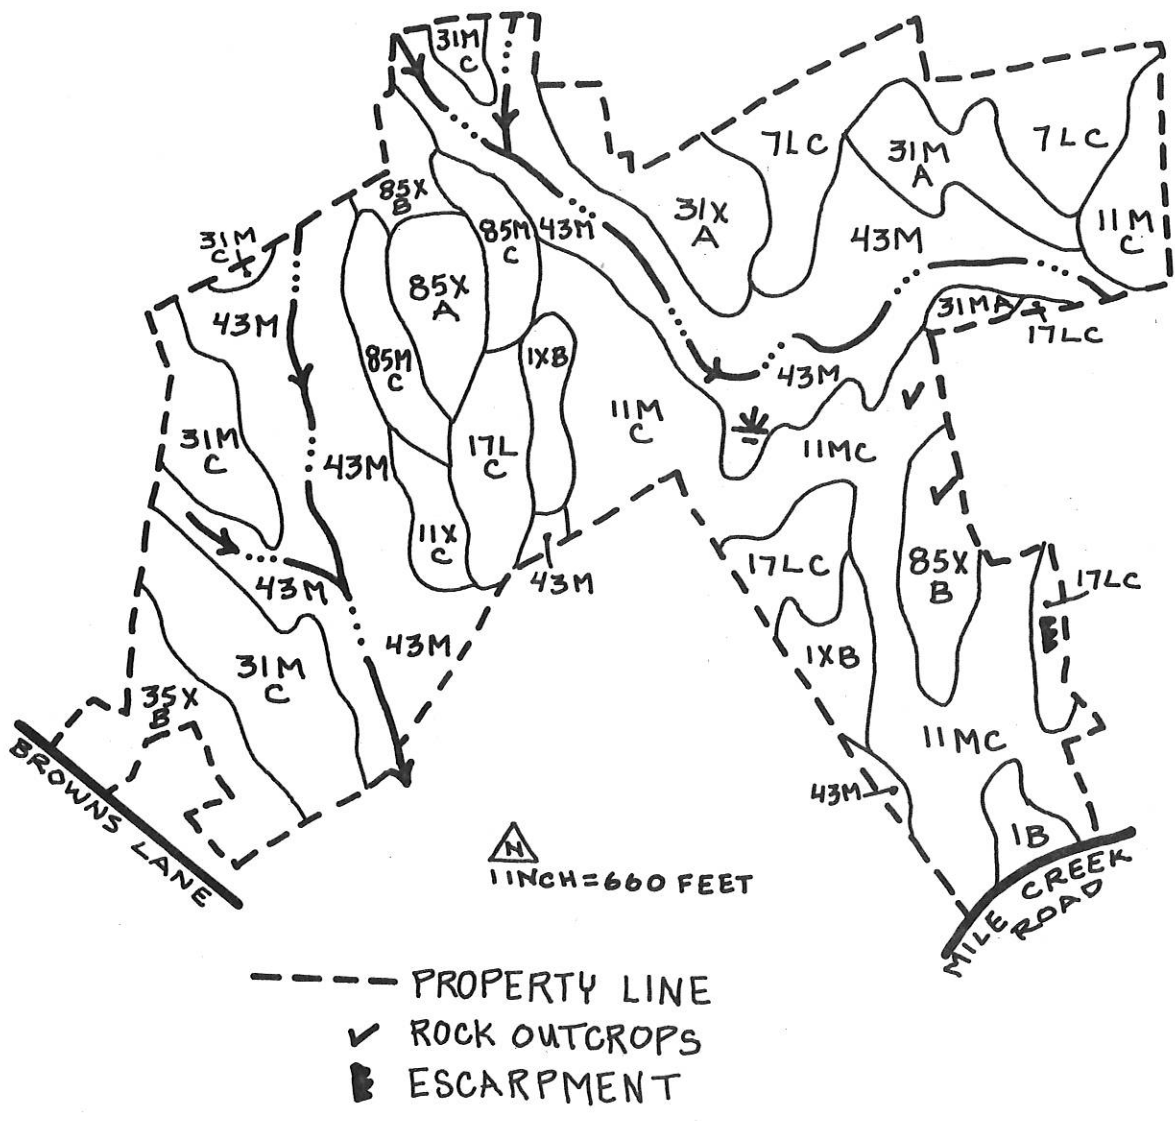 31M
C
7LC
7LC
31M
A
85X
B
31X
A
85M
C
43M
11M
C
31M
C
43M
85X
A
43M
31MA
17LC
85M
C
1XB
43M
11M
C
31M
C
43M
17L
C
11MC
11X
C
17LC
85X
B
17LC
43M
43M
43M
31M
C
1XB
35X
B
11MC
43M
1B
BROWNS LANE
N
1 INCH=660 FEET
MILE CREEK
ROAD
PROPERTY LINE
ROCK OUTCROPS
ESCARPMENT